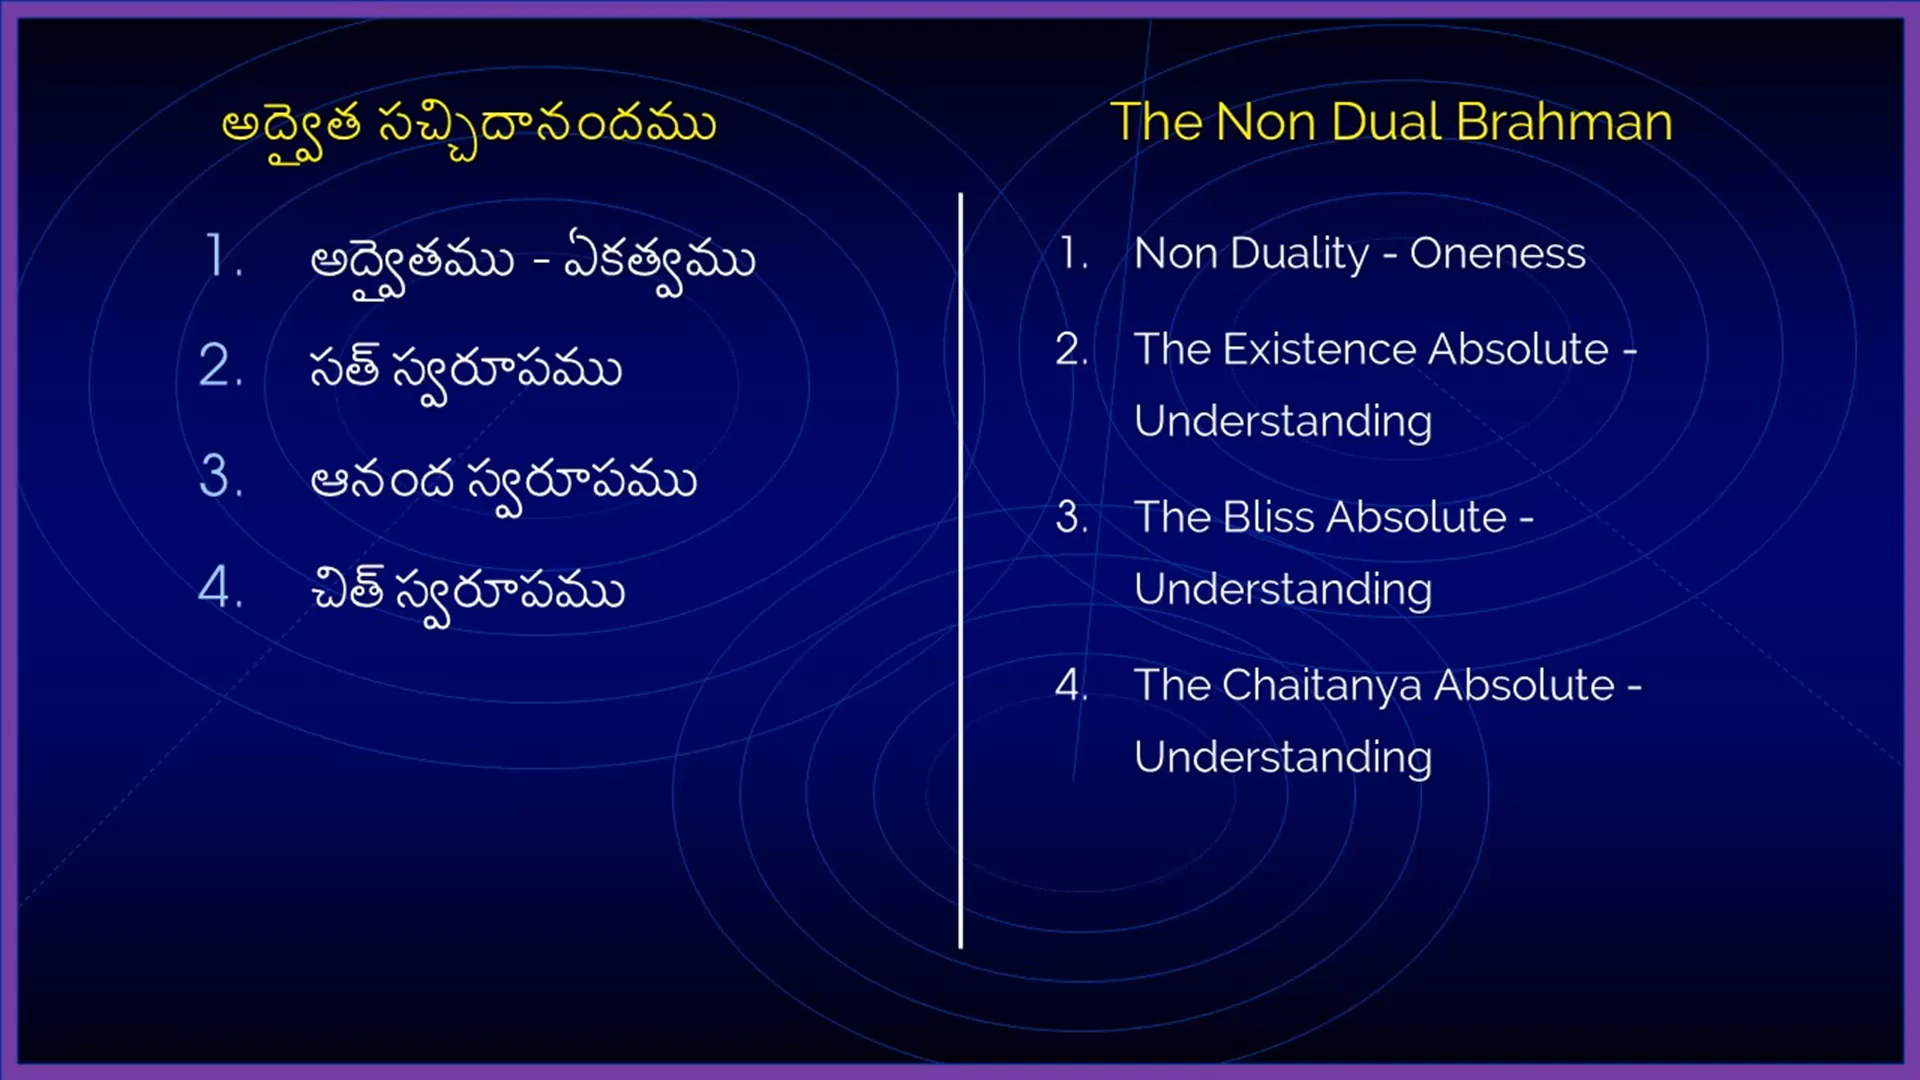 అద్వైత సచ్చిదానందము
1. అద్వైతము - ఏకత్వము
2. సత్ స్వరూపము
3. ఆనంద స్వరూపము
4. చిత్ స్వరూపము
The Non Dual Brahman
1. Non Duality - Oneness
2. The Existence Absolute -
Understanding
3. The Bliss Absolute -
Understanding
4. The Chaitanya Absolute -
Understanding